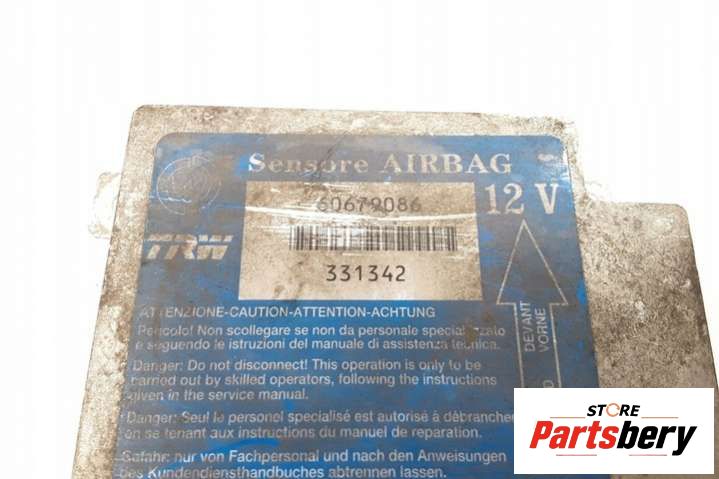 Sensore AIRBAG
60679086
12 V
TRW
331342
DEVANT
VORNE
ATTENZIONE-CAUTION-ATTENTION-ACHTUNG
Pericolo! Non scollegare se non da personale specializzato
e seguendo le istruzioni del manuale di assistenza tecnica.
Danger: Do not disconnect! This operation is only to be
carried out by skilled operators, following the instructions
given in the service manual.
Danger: Seul le personel spécialisé est autorisé à débrancher
en se tenant aux instructions du manuel de reparation.
Gefahr: nur von Fachpersonal und nach den Anweisungen
des Kundendiensthandbuches abtrennen lassen.
STORE
Partsbery